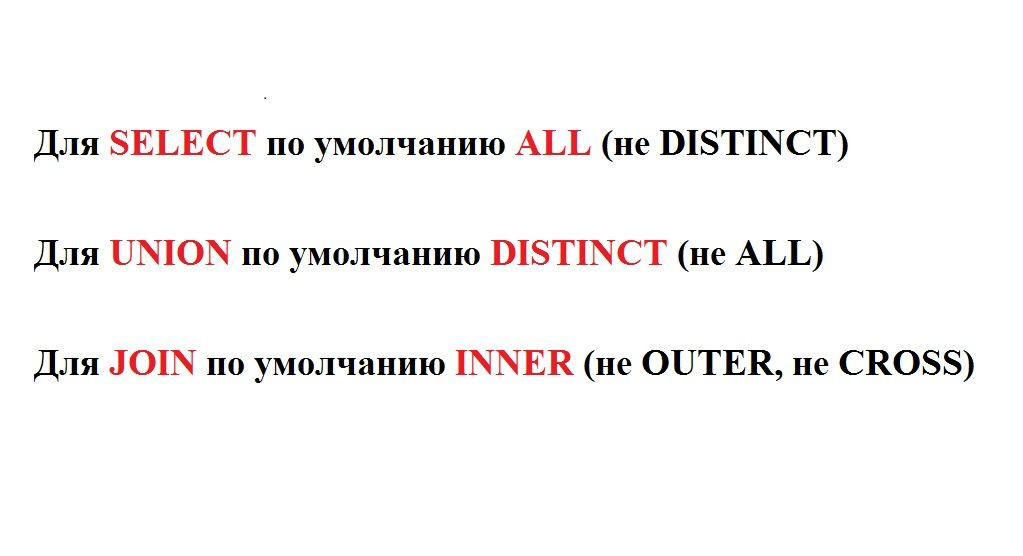 Для SELECT по умолчанию ALL (не DISTINCT)
Для UNION по умолчанию DISTINCT (не ALL)
Для JOIN по умолчанию INNER (не OUTER, не CROSS)